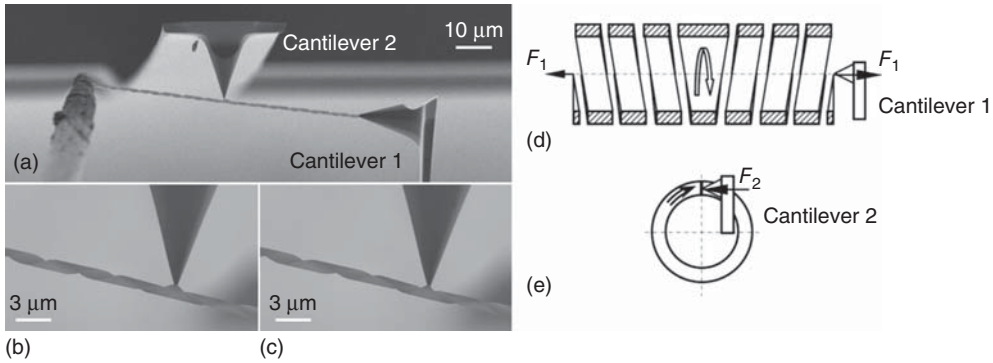 Cantilever 2
10 μm
Cantilever 1
(a)
3 μm
(b)
3 μm
(c)
F1
F1
Cantilever 1
(d)
F2
Cantilever 2
(e)